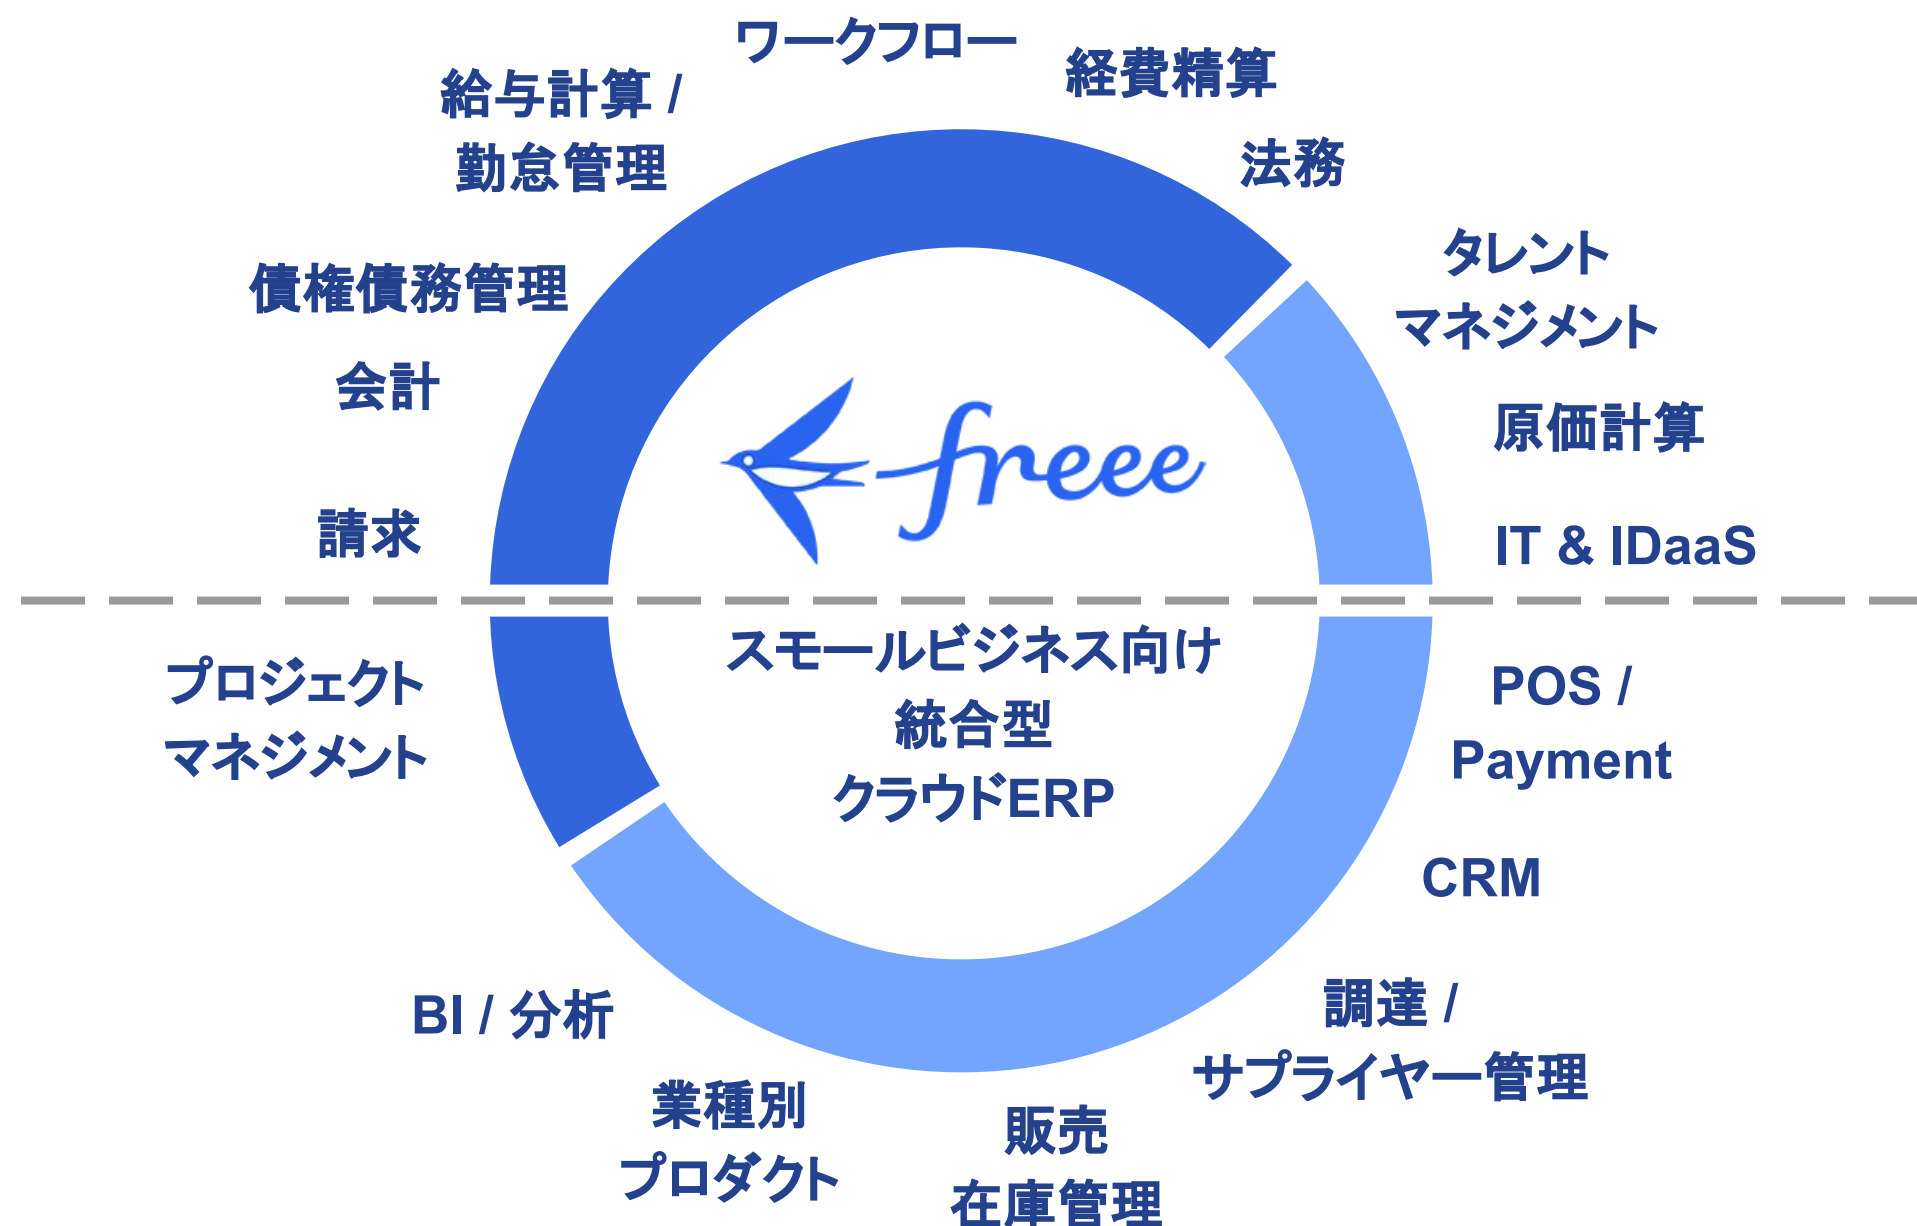 ワークフロー
経費精算
給与計算 /
勤怠管理
法務
債権債務管理
タレント
マネジメント
会計
原価計算
請求
IT & IDaaS
freee
スモールビジネス向け
統合型
クラウドERP
プロジェクト
マネジメント
POS /
Payment
CRM
BI / 分析
調達 /
サプライヤー管理
業種別
プロダクト
販売
在庫管理